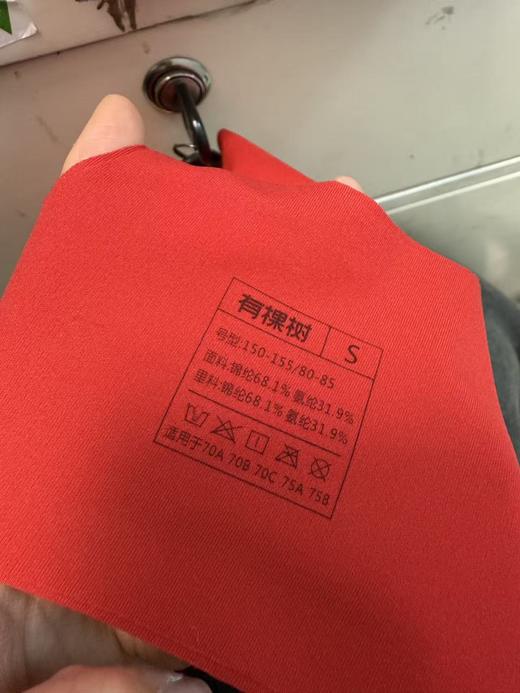 有棵树 S
号型:150-155/80-85
面料:锦纶68.1% 氨纶31.9%
里料:锦纶68.1% 氨纶31.9%
适用于70A 70B 70C 75A 75B